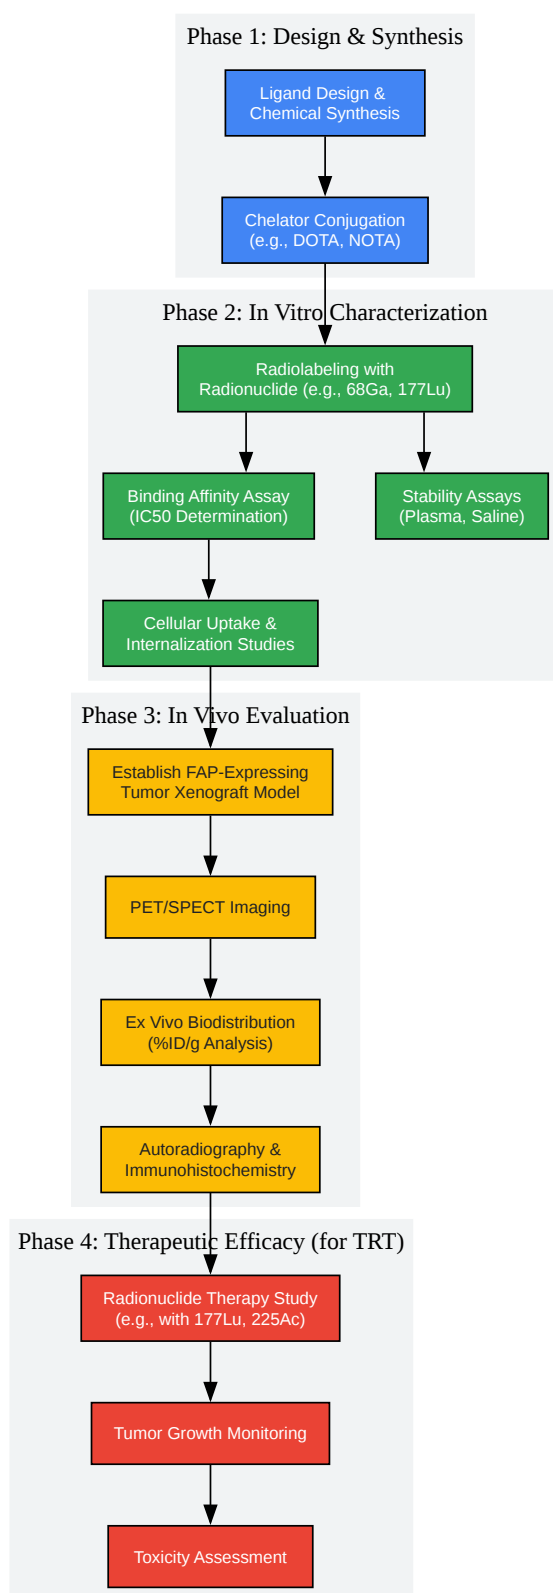 Phase 1: Design & Synthesis
Ligand Design &
Chemical Synthesis
Chelator Conjugation
(e.g., DOTA, NOTA)
Phase 2: In Vitro Characterization
Radiolabeling with
Radionuclide (e.g., 68Ga, 177Lu)
Binding Affinity Assay
(IC50 Determination)
Stability Assays
(Plasma, Saline)
Cellular Uptake &
Internalization Studies
Phase 3: In Vivo Evaluation
Establish FAP-Expressing
Tumor Xenograft Model
PET/SPECT Imaging
Ex Vivo Biodistribution
(%ID/g Analysis)
Autoradiography &
Immunohistochemistry
Phase 4: Therapeutic Efficacy (for TRT)
Radionuclide Therapy Study
(e.g., with 177Lu, 225Ac)
Tumor Growth Monitoring
Toxicity Assessment